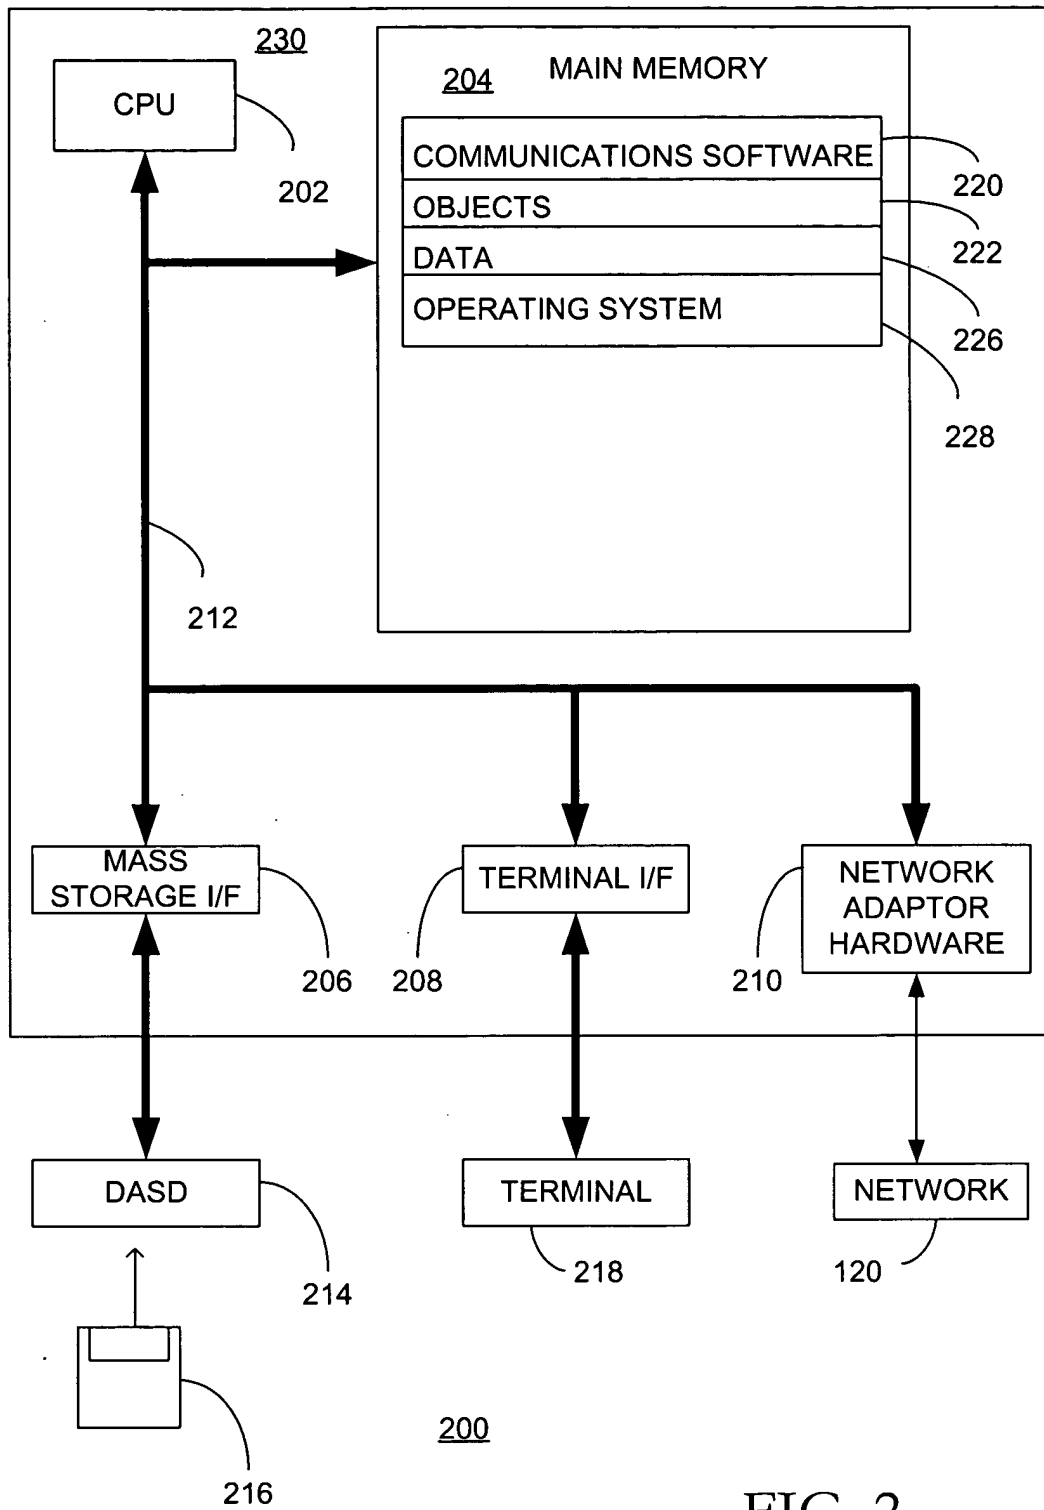 230
CPU
202
204
MAIN MEMORY
COMMUNICATIONS SOFTWARE
220
OBJECTS
222
DATA
226
OPERATING SYSTEM
228
212
MASS
STORAGE I/F
206
TERMINAL I/F
208
NETWORK
ADAPTOR
HARDWARE
210
DASD
214
TERMINAL
218
NETWORK
120
216
200